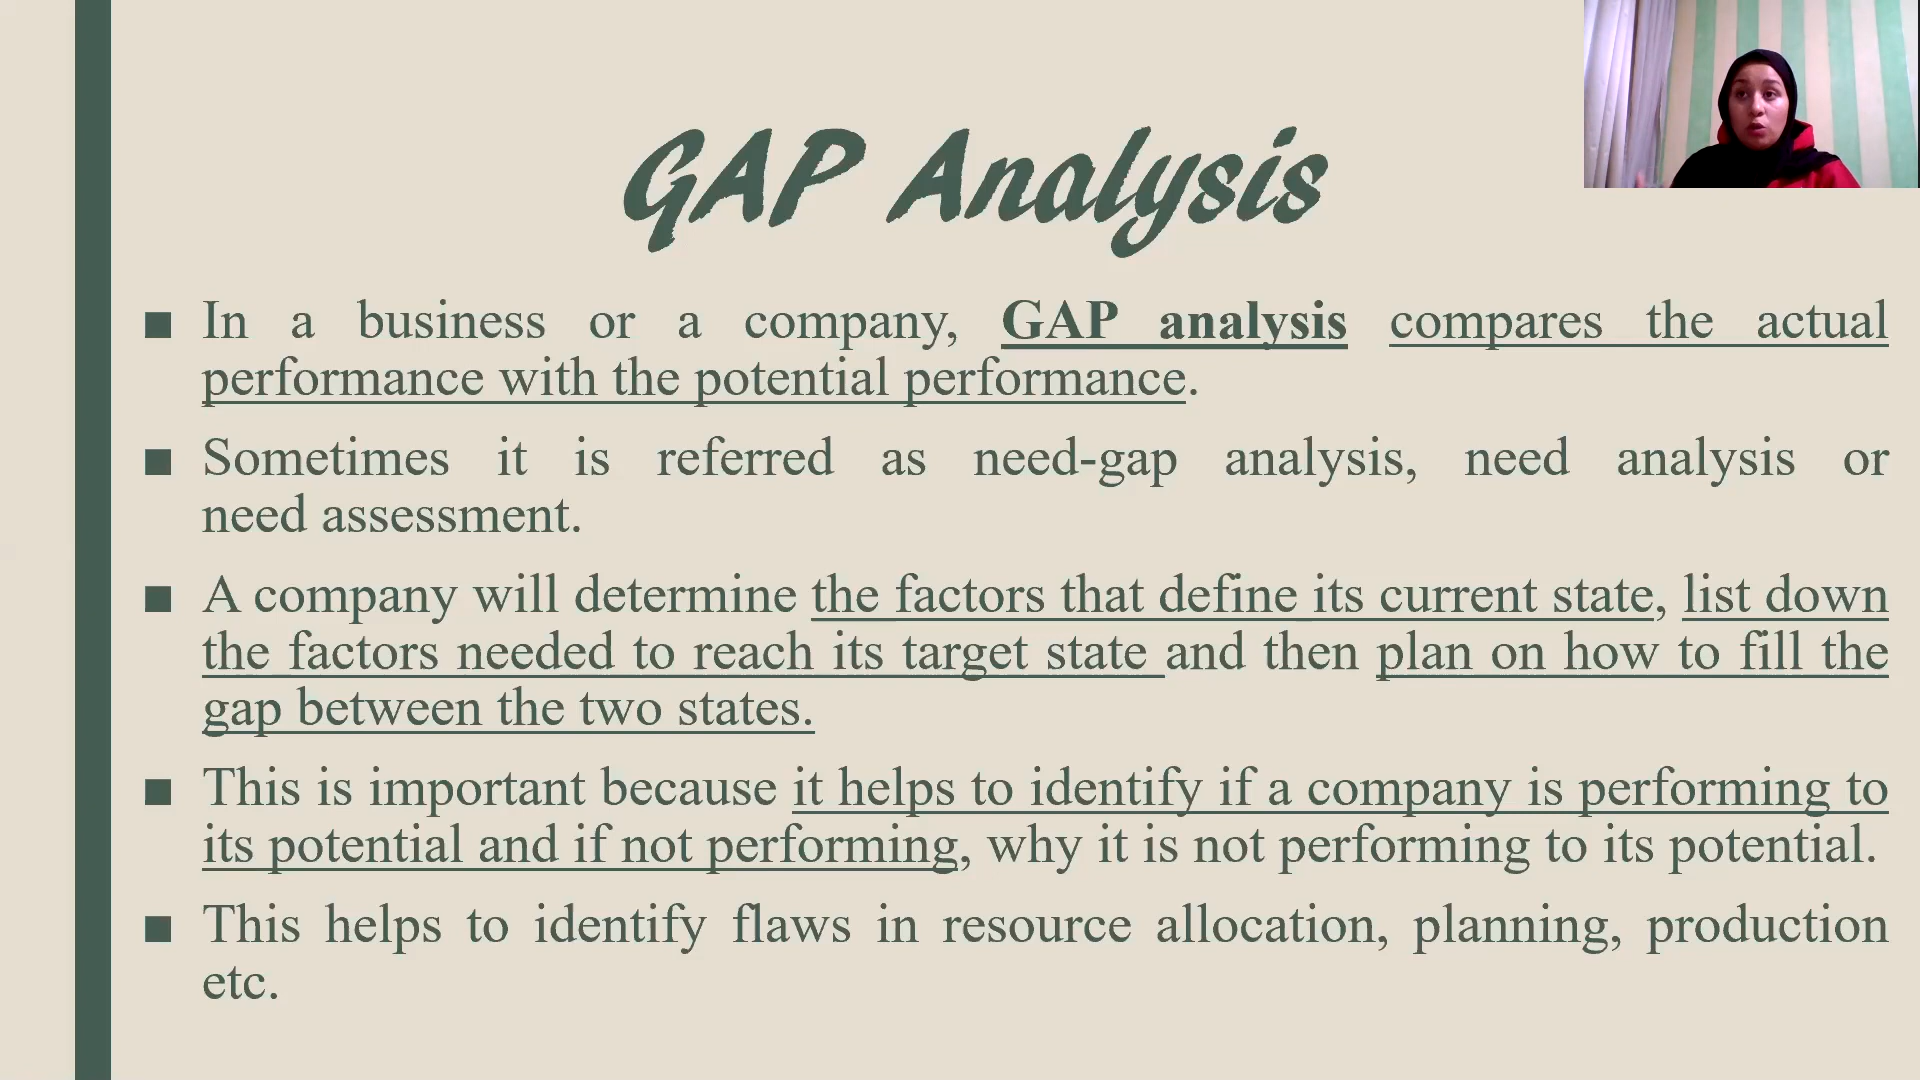 GAP Analysis
■ In a business or a company, GAP analysis compares the actual
performance with the potential performance.
■ Sometimes it is referred as need-gap analysis, need analysis or
need assessment.
■ A company will determine the factors that define its current state, list down
the factors needed to reach its target state and then plan on how to fill the
gap between the two states.
■ This is important because it helps to identify if a company is performing to
its potential and if not performing, why it is not performing to its potential.
■ This helps to identify flaws in resource allocation, planning, production
etc.